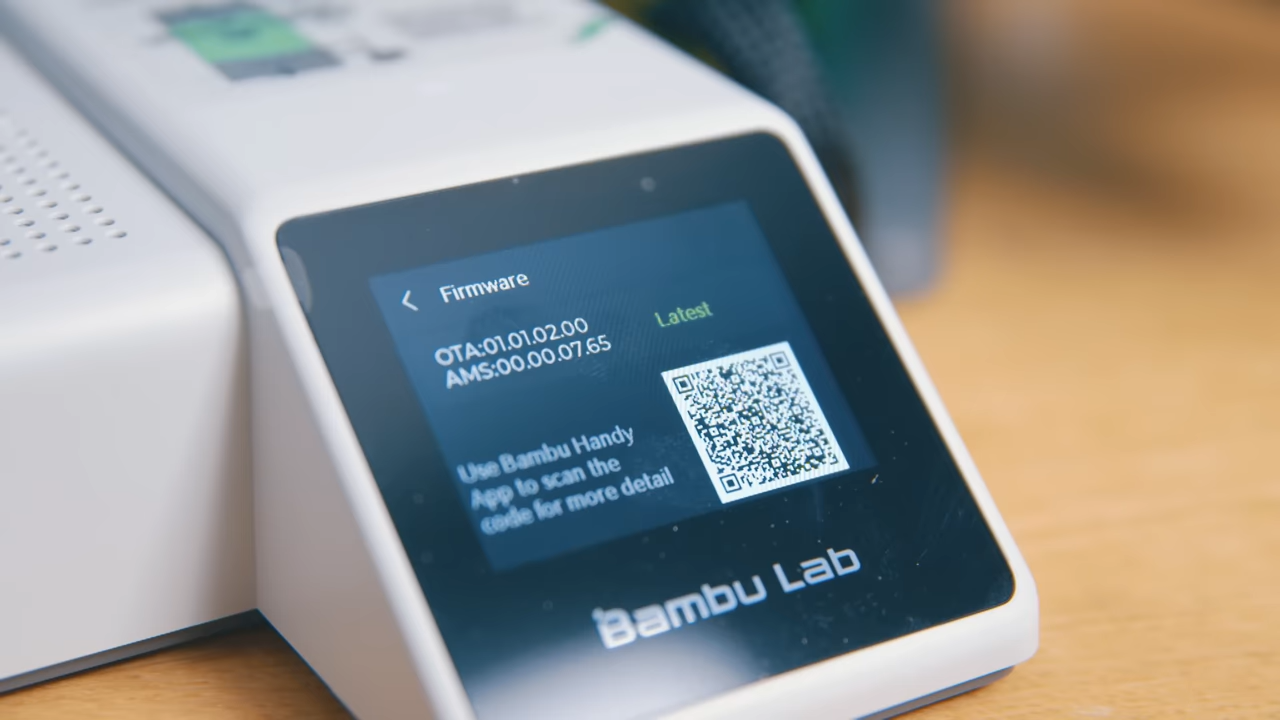 Firmware
OTA:01.01.02.00
Latest
AMS:00.00.07.65
Use Bambu Handy
App to scan the
code for more detail
Bambu Lab